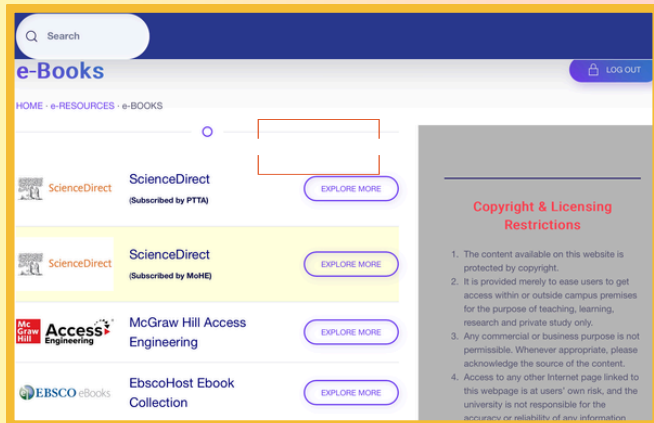 Search
e-Books
LOG OUT
HOME · e-RESOURCES · e-BOOKS
ScienceDirect
ScienceDirect
(Subscribed by PTTA)
EXPLORE MORE
ScienceDirect
ScienceDirect
(Subscribed by MoHE)
EXPLORE MORE
Mc
Graw
Hill
Access
Engineering
McGraw Hill Access
Engineering
EXPLORE MORE
EBSCO eBooks
EbscoHost Ebook
Collection
EXPLORE MORE
Copyright & Licensing
Restrictions
1. The content available on this website is
protected by copyright.
2. It is provided merely to ease users to get
access within or outside campus premises
for the purpose of teaching, learning,
research and private study only.
3. Any commercial or business purpose is not
permissible. Whenever appropriate, please
acknowledge the source of the content.
4. Access to any other Internet page linked to
this webpage is at users' own risk, and the
university is not responsible for the
accuracy or reliability of any information